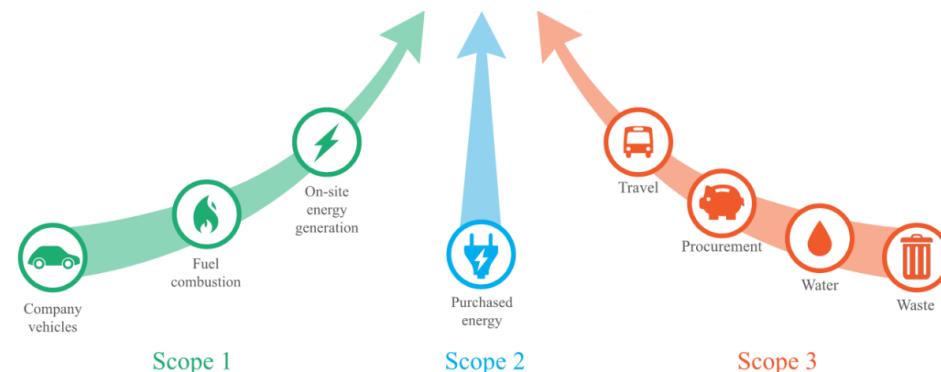 On-site
energy
generation
Travel
Fuel
combustion
Procurement
Company
vehicles
Purchased
energy
Water
Waste
Scope 1
Scope 2
Scope 3